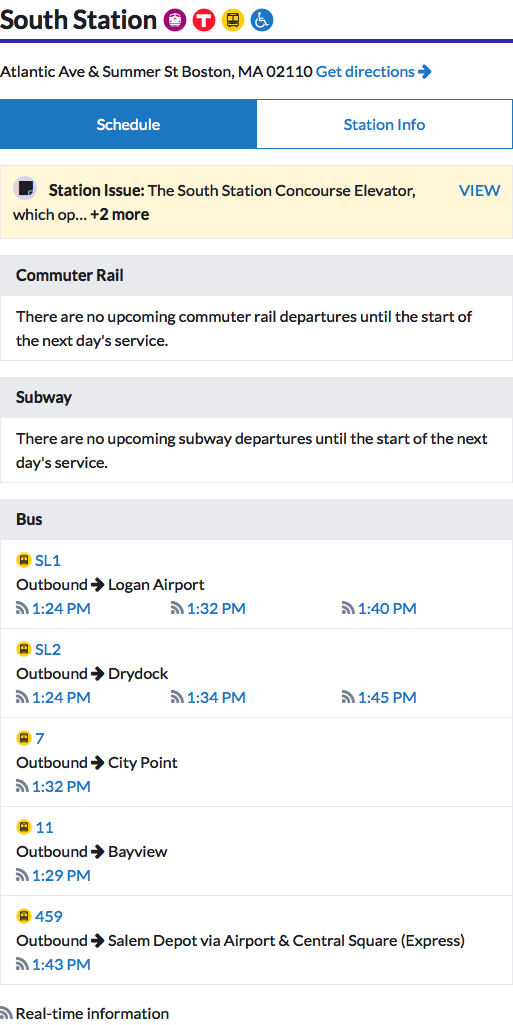 South Station T
Atlantic Ave & Summer St Boston, MA 02110 Get directions
Schedule
Station Info
Station Issue: The South Station Concourse Elevator, VIEW
which op... +2 more
Commuter Rail
There are no upcoming commuter rail departures until the start of
the next day's service.
Subway
There are no upcoming subway departures until the start of the next
day's service.
Bus
SL1
Outbound → Logan Airport
1:24 PM 1:32 PM 1:40 PM
SL2
Outbound → Drydock
1:24 PM 1:34 PM 1:45 PM
7
Outbound → City Point
1:32 PM
11
Outbound → Bayview
1:29 PM
459
Outbound → Salem Depot via Airport & Central Square (Express)
1:43 PM
Real-time information